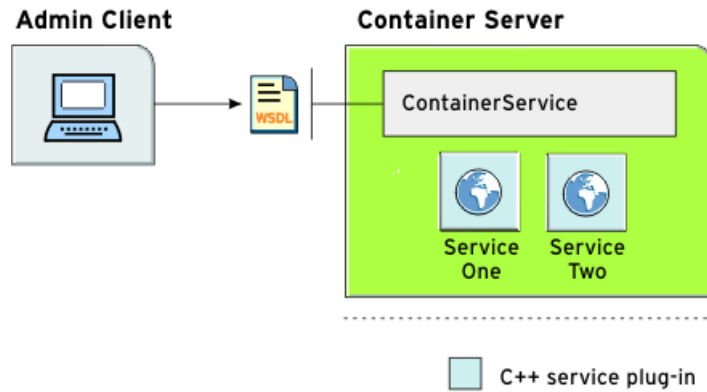 Admin Client
Container Server
WSDL
ContainerService
Service
One
Service
Two
C++ service plug-in